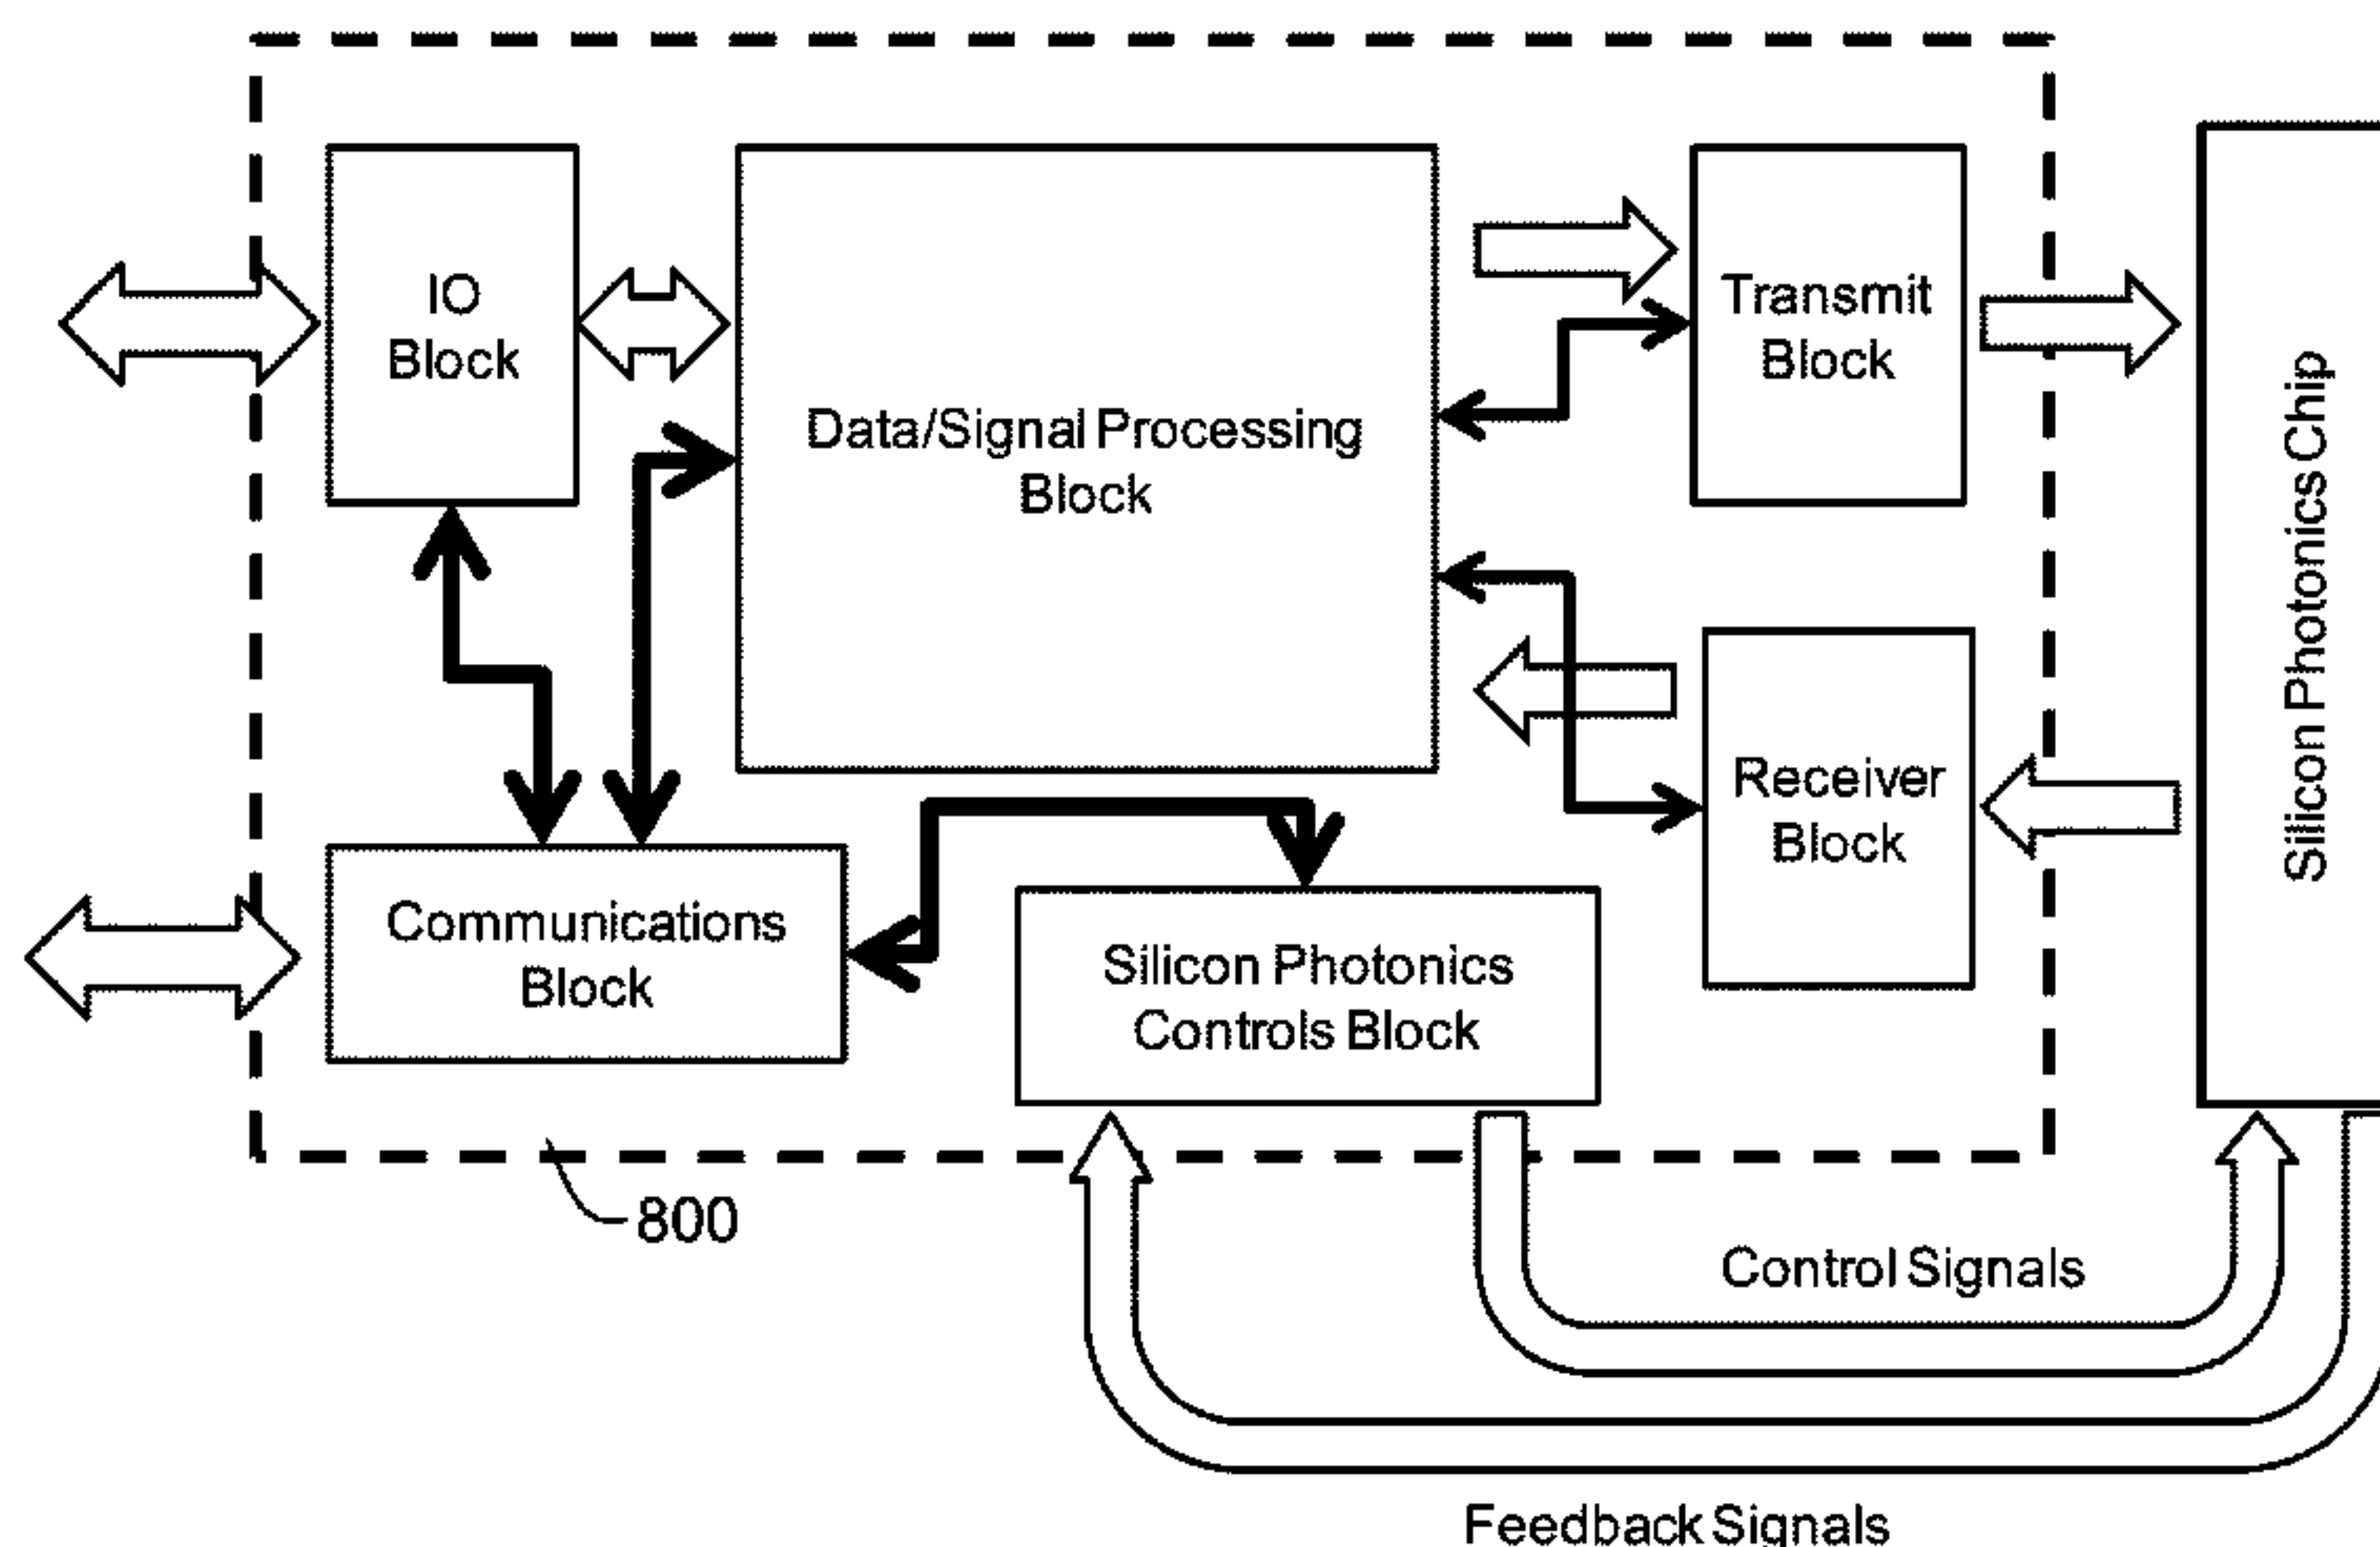 IO
Block
Data/Signal Processing
Block
Transmit
Block
Silicon Photonics Chip
Receiver
Block
Communications
Block
Silicon Photonics
Controls Block
800
Control Signals
Feedback Signals